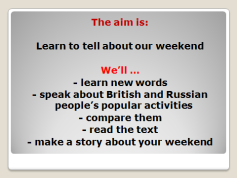 The aim is:
Learn to tell about our weekend
We'll ...
- learn new words
- speak about British and Russian
people's popular activities
- compare them
- read the text
- make a story about your weekend